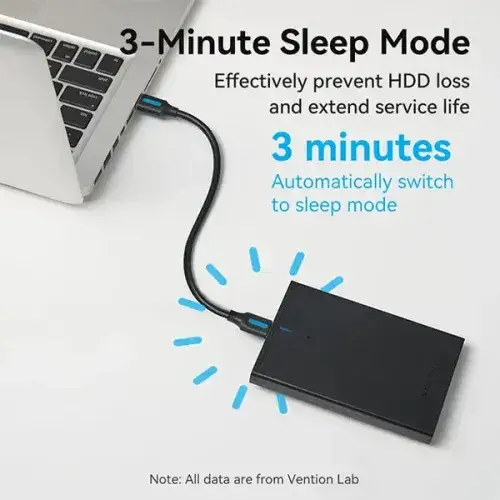 3-Minute Sleep Mode
Effectively prevent HDD loss
and extend service life
3 minutes
Automatically switch
to sleep mode
Note: All data are from Vention Lab